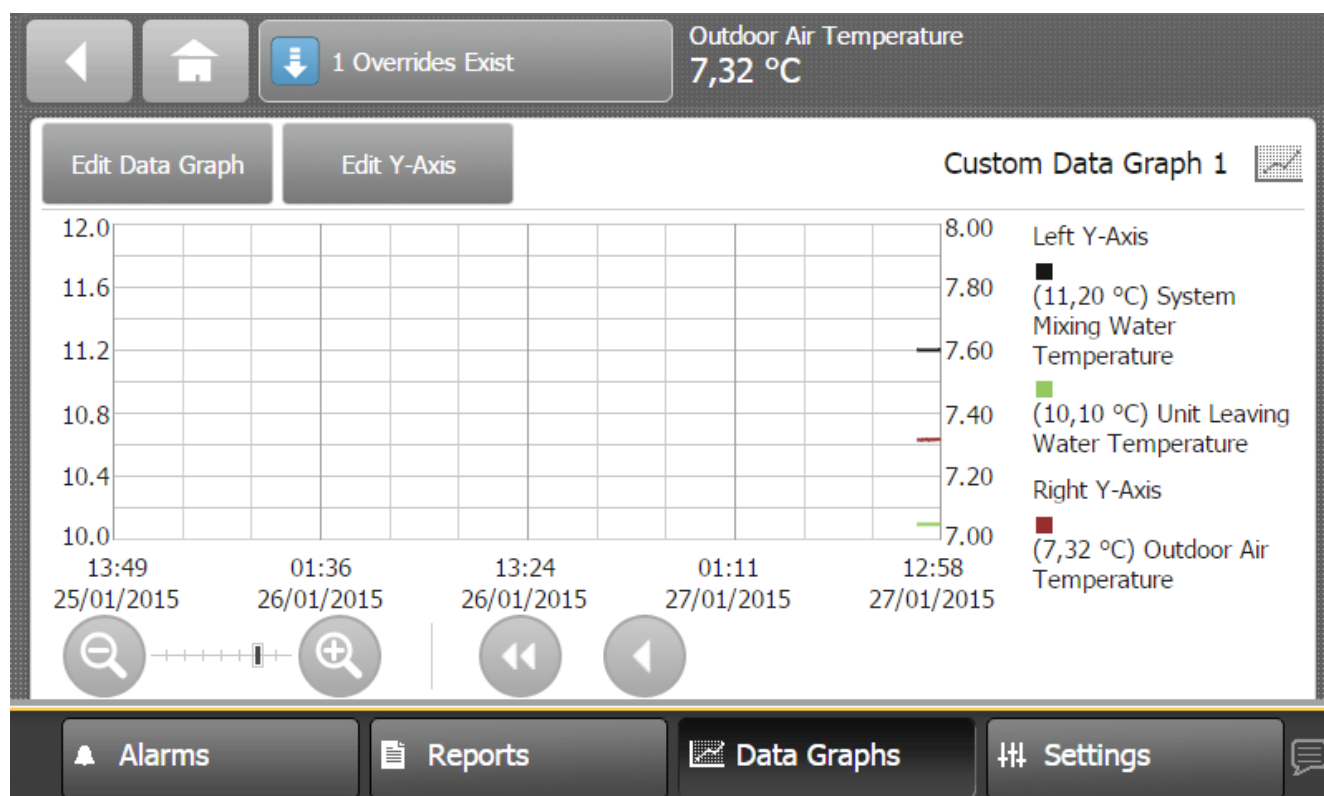 1 Overrides Exist
Outdoor Air Temperature
7,32 °C
Edit Data Graph
Edit Y-Axis
Custom Data Graph 1
12.0
11.6
11.2
10.8
10.4
10.0
8.00
7.80
7.60
7.40
7.20
7.00
13:49
25/01/2015
01:36
26/01/2015
13:24
26/01/2015
01:11
27/01/2015
12:58
27/01/2015
Left Y-Axis
(11,20 °C) System
Mixing Water
Temperature
(10,10 °C) Unit Leaving
Water Temperature
Right Y-Axis
(7,32 °C) Outdoor Air
Temperature
Alarms
Reports
Data Graphs
Settings